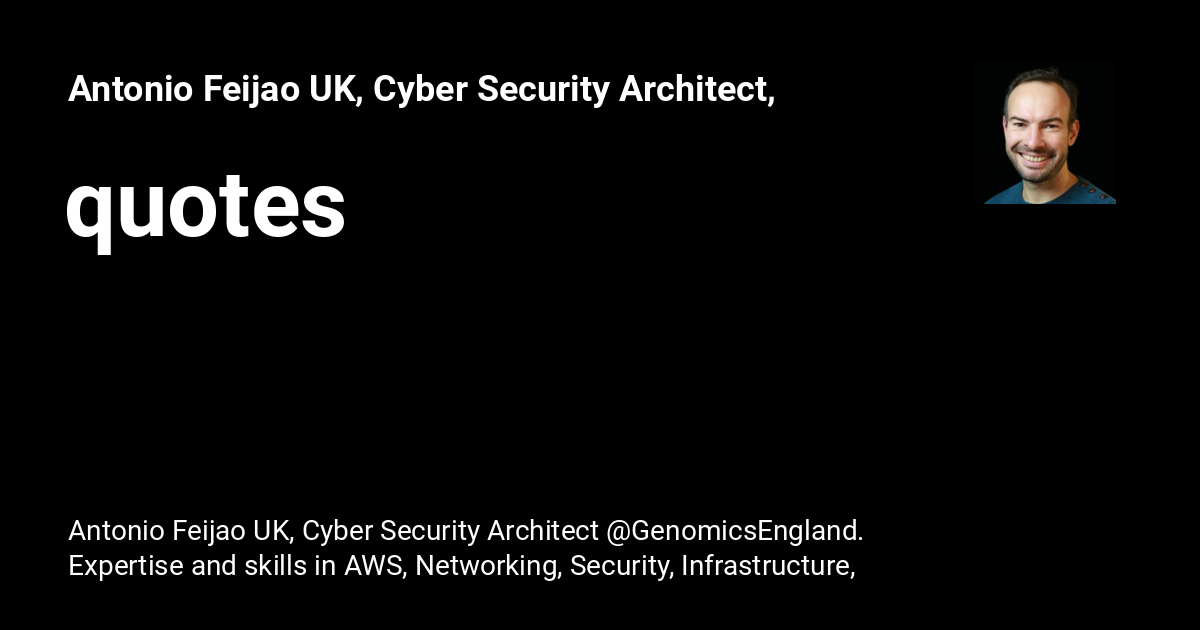 Antonio Feijao UK, Cyber Security Architect,
quotes
Antonio Feijao UK, Cyber Security Architect @GenomicsEngland.
Expertise and skills in AWS, Networking, Security, Infrastructure,